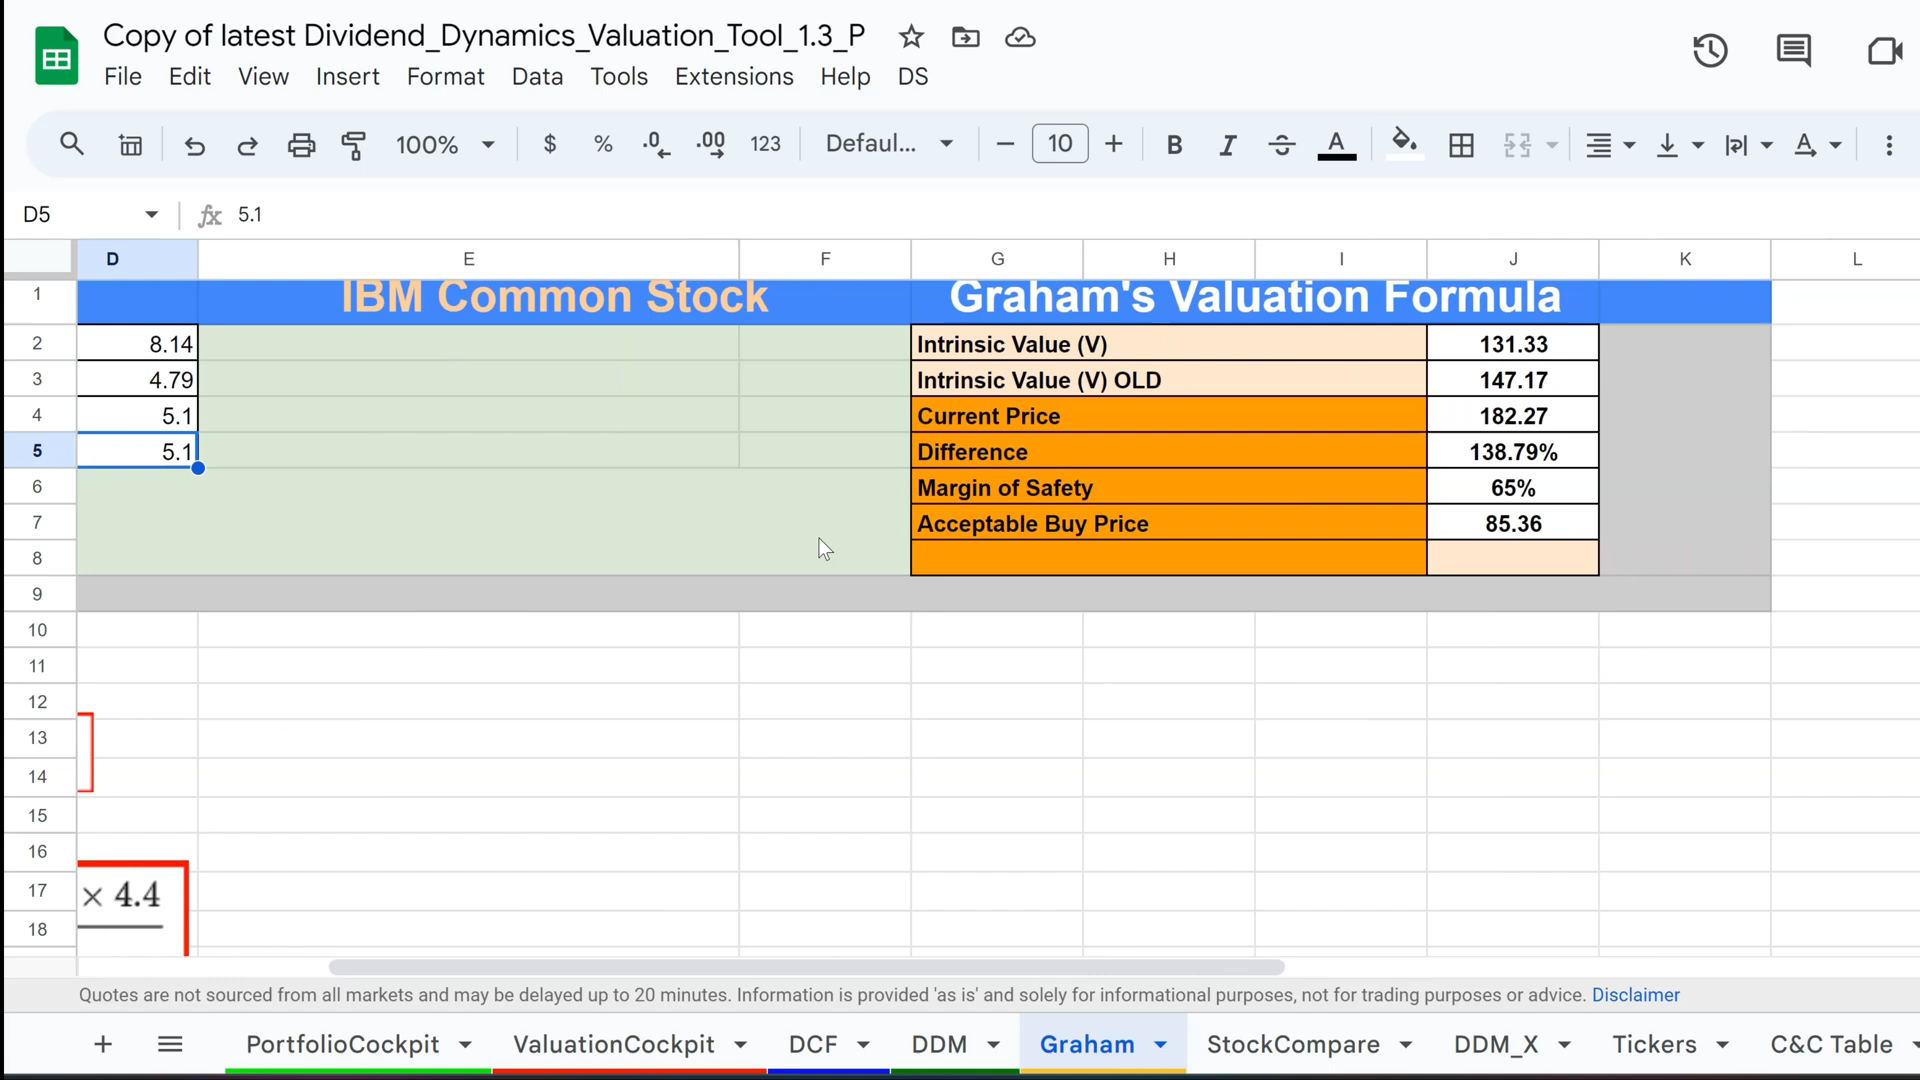 Copy of latest Dividend_Dynamics_Valuation_Tool_1.3_P
File Edit View Insert Format Data Tools Extensions Help DS
100% $ % .0 .00 123 Defaul... 10 B I A
D5 fx 5.1
D E F G H I J K L
1 IBM Common Stock Graham's Valuation Formula
2 8.14 Intrinsic Value (V) 131.33
3 4.79 Intrinsic Value (V) OLD 147.17
4 5.1 Current Price 182.27
5 5.1 Difference 138.79%
6 Margin of Safety 65%
7 Acceptable Buy Price 85.36
8
9
10
11
12
13
14
15
16
17 × 4.4
18
Quotes are not sourced from all markets and may be delayed up to 20 minutes. Information is provided 'as is' and solely for informational purposes, not for trading purposes or advice. Disclaimer
PortfolioCockpit ValuationCockpit DCF DDM Graham StockCompare DDM_X Tickers C&C Table